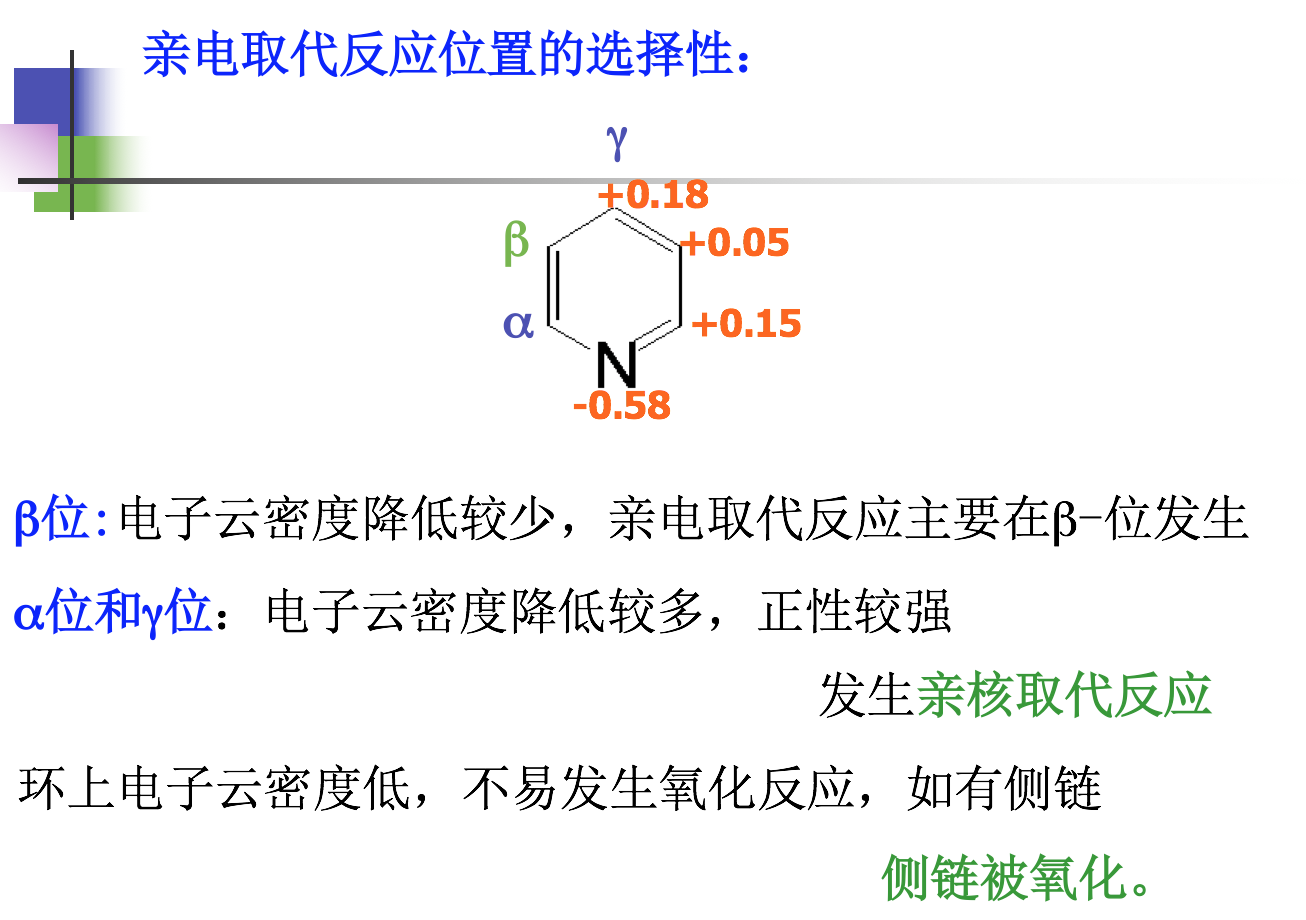 亲电取代反应位置的选择性：
γ
+0.18
β
+0.05
α
+0.15
N
-0.58
β位:电子云密度降低较少，亲电取代反应主要在β-位发生
α位和γ位：电子云密度降低较多，正性较强
发生亲核取代反应
环上电子云密度低，不易发生氧化反应，如有侧链
侧链被氧化。